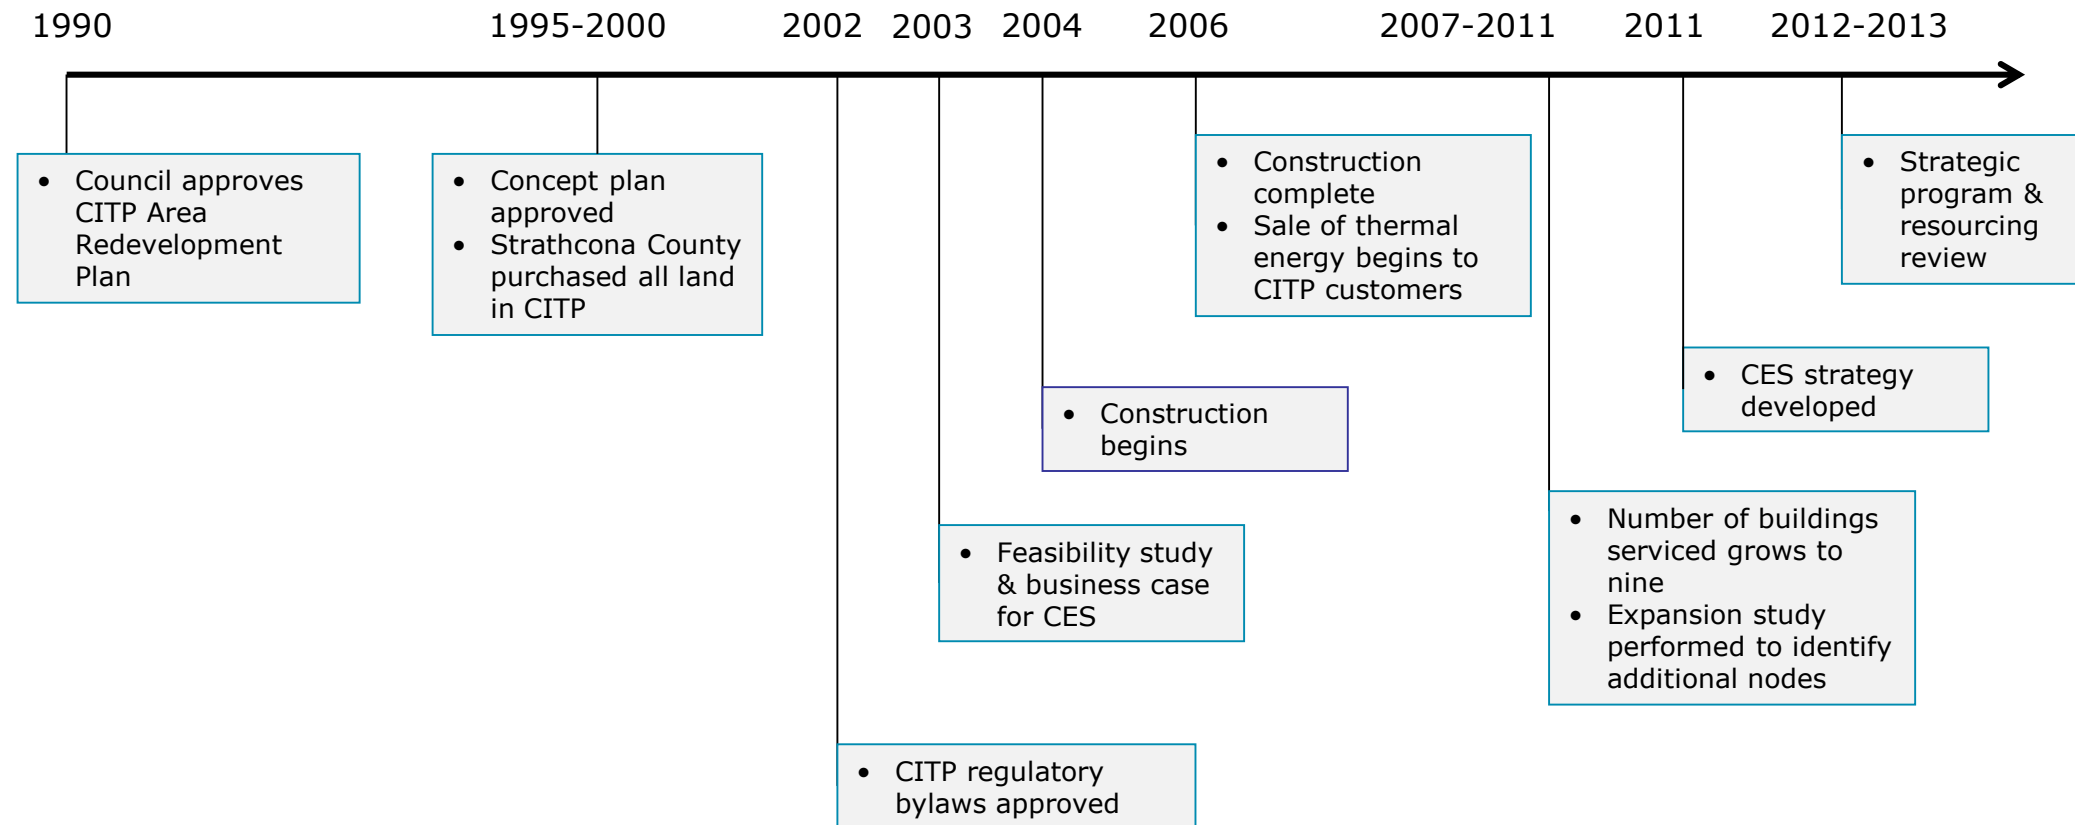 1990 1995-2000 2002 2003 2004 2006 2007-2011 2011 2012-2013
• Council approves
CITP Area
Redevelopment
Plan
• Concept plan
approved
• Strathcona County
purchased all land
in CITP
• CITP regulatory
bylaws approved
• Feasibility study
& business case
for CES
• Construction
begins
• Construction
complete
• Sale of thermal
energy begins to
CITP customers
• Number of buildings
serviced grows to
nine
• Expansion study
performed to identify
additional nodes
• CES strategy
developed
• Strategic
program &
resourcing
review